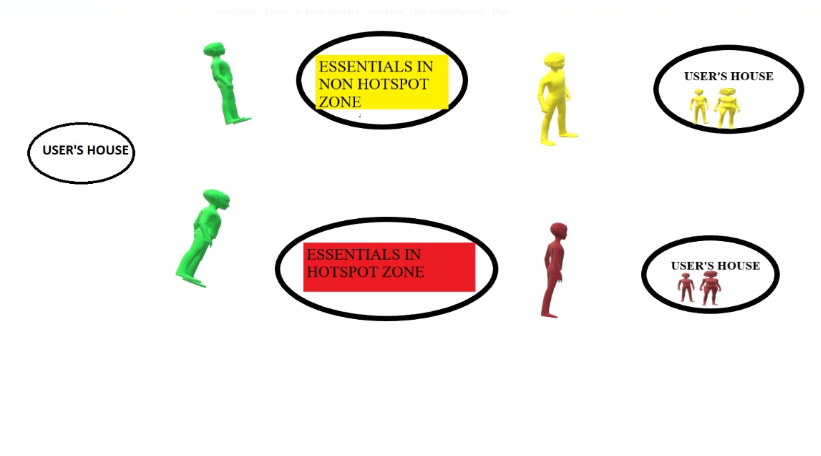 ESSENTIALS IN
NON HOTSPOT
ZONE
USER'S HOUSE
USER'S HOUSE
ESSENTIALS IN
HOTSPOT ZONE
USER'S HOUSE